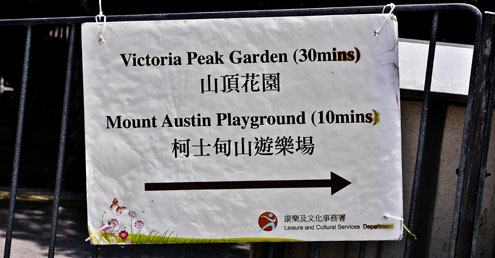 Victoria Peak Garden (30mins)
山頂花園
Mount Austin Playground (10mins)
柯士甸山遊樂場
康樂及文化事務署
Leisure and Cultural Services Department